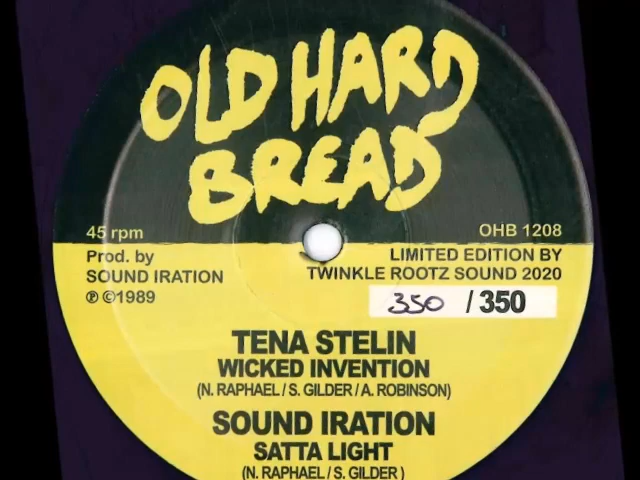 OLD HARD
BREAD
45 rpm
OHB 1208
Prod. by
SOUND IRATION
℗ ©1989
LIMITED EDITION BY
TWINKLE ROOTZ SOUND 2020
350 / 350
TENA STELIN
WICKED INVENTION
(N. RAPHAEL / S. GILDER / A. ROBINSON)
SOUND IRATION
SATTA LIGHT
(N. RAPHAEL / S. GILDER )